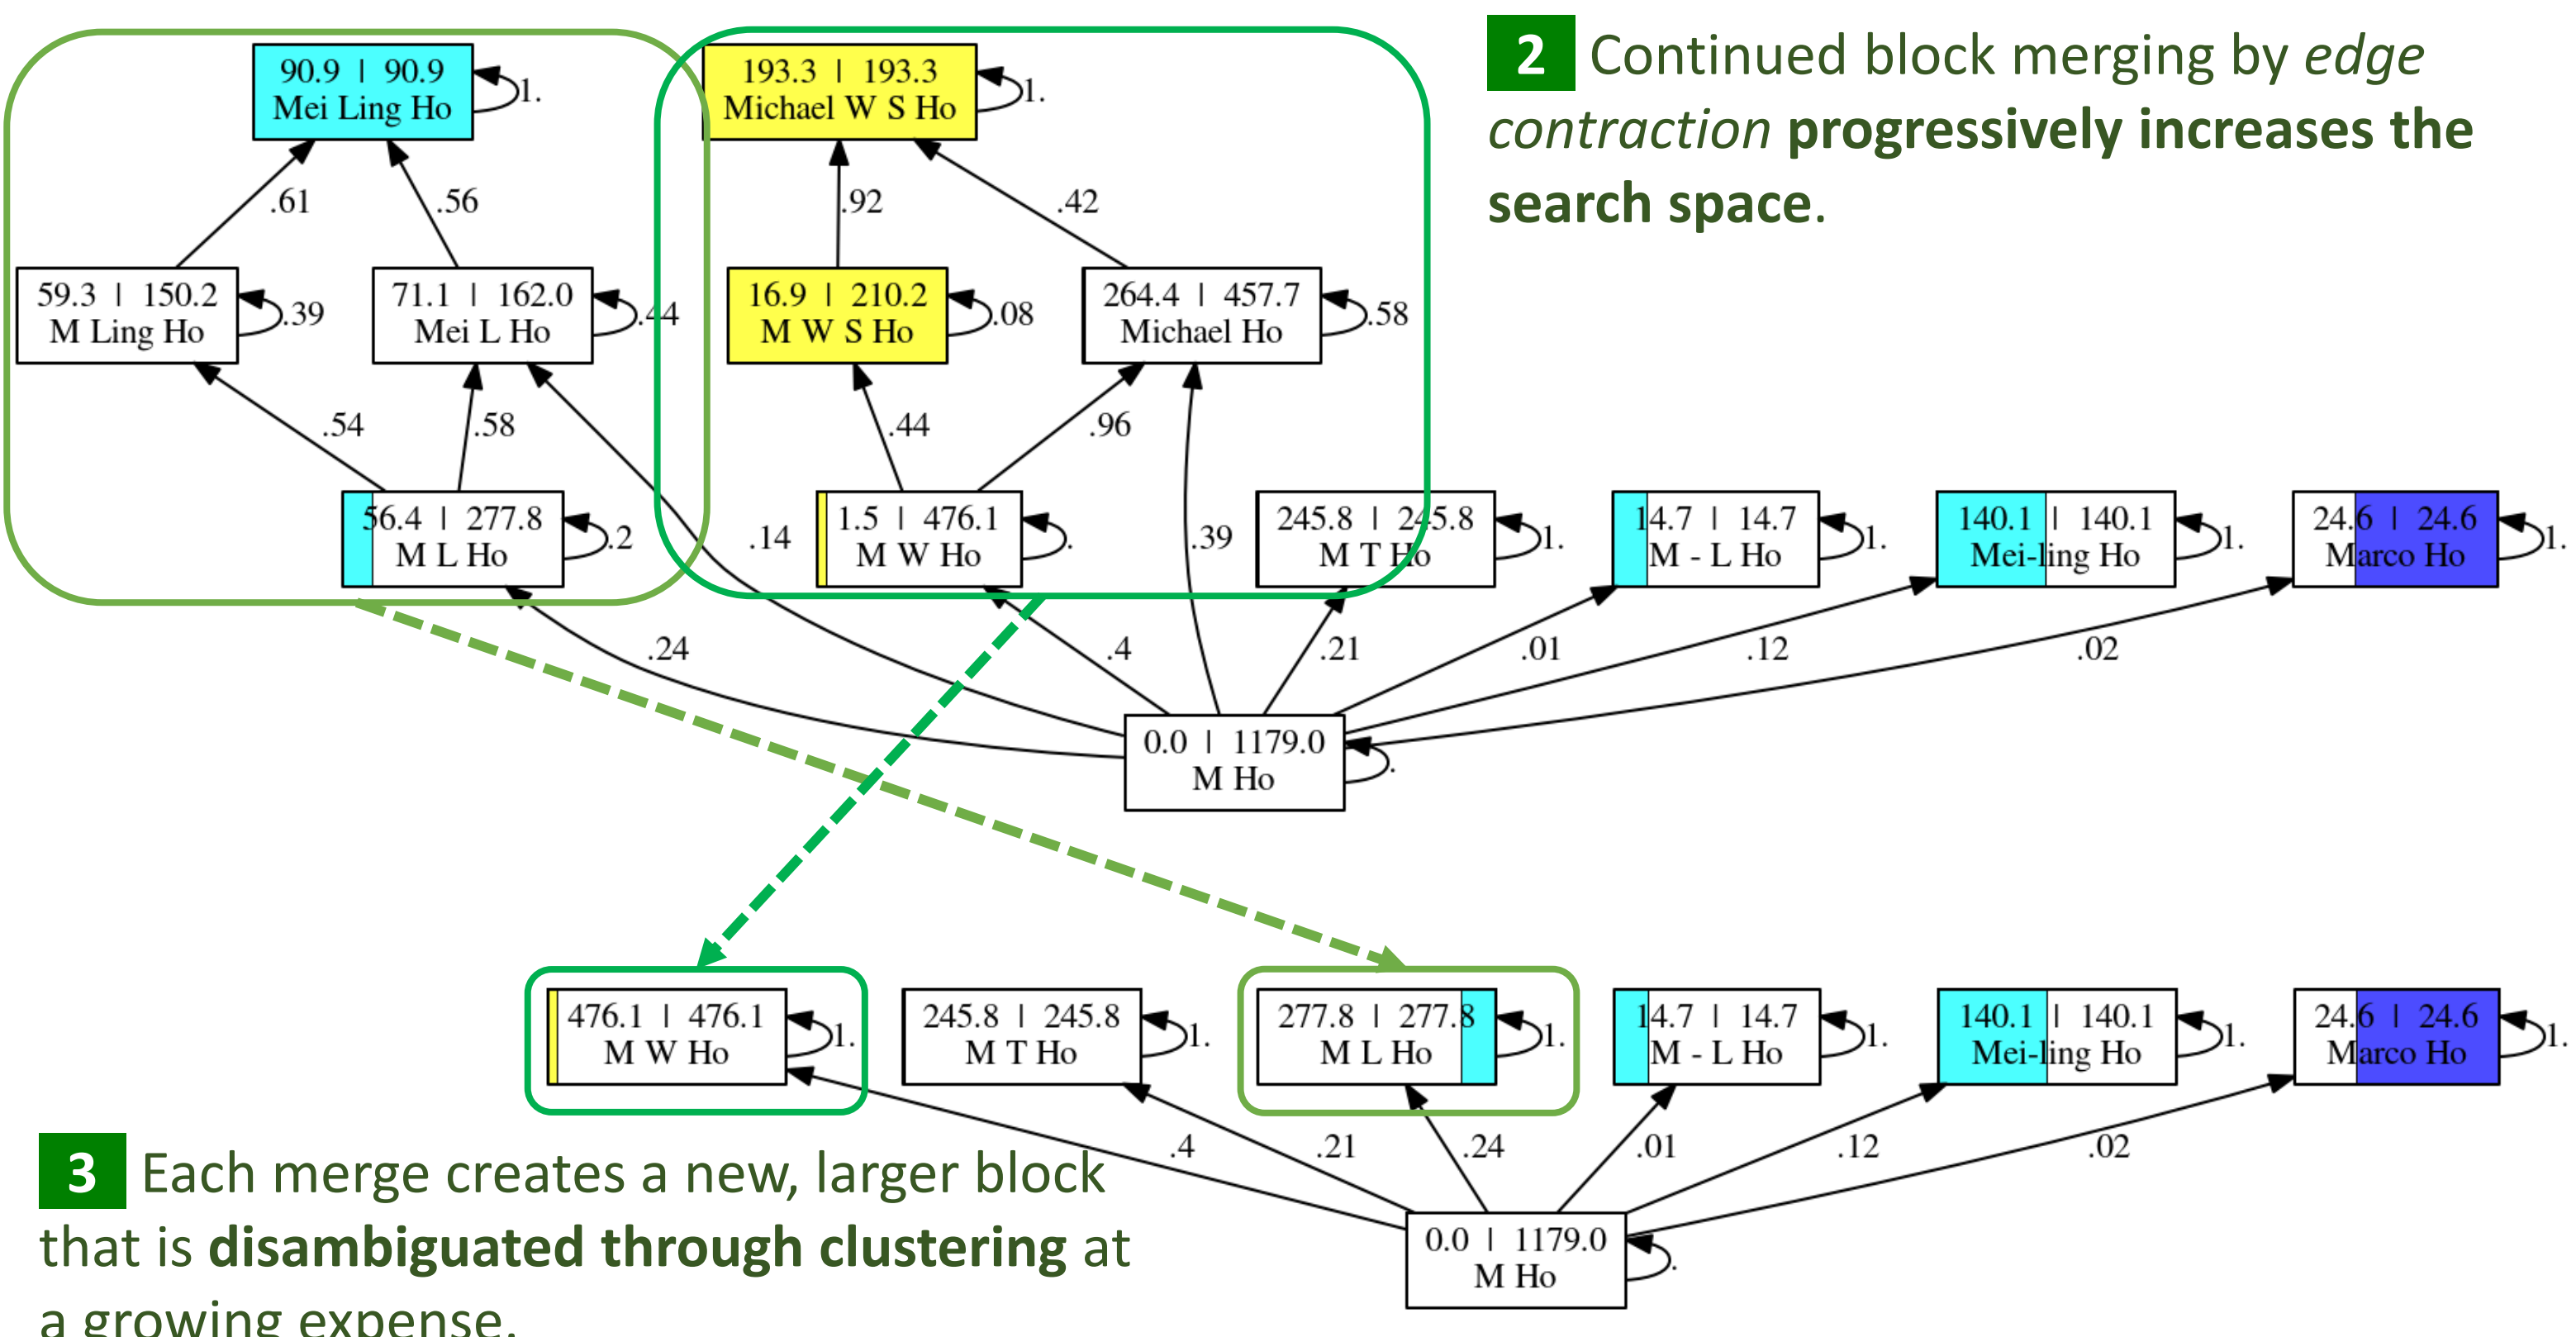 90.9 | 90.9
Mei Ling Ho
1.
193.3 | 193.3
Michael W S Ho
1.
2 Continued block merging by edge
contraction progressively increases the
search space.
.61
.56
.92
.42
59.3 | 150.2
M Ling Ho
.39
71.1 | 162.0
Mei L Ho
.44
16.9 | 210.2
M W S Ho
.08
264.4 | 457.7
Michael Ho
.58
.54
.58
.44
.96
56.4 | 277.8
M L Ho
.2
.14
1.5 | 476.1
M W Ho
.
.39
245.8 | 245.8
M T Ho
1.
14.7 | 14.7
M - L Ho
1.
140.1 | 140.1
Mei-ling Ho
1.
24.6 | 24.6
Marco Ho
1.
.24
.4
.21
.01
.12
.02
0.0 | 1179.0
M Ho
.
476.1 | 476.1
M W Ho
1.
245.8 | 245.8
M T Ho
1.
277.8 | 277.8
M L Ho
1.
14.7 | 14.7
M - L Ho
1.
140.1 | 140.1
Mei-ling Ho
1.
24.6 | 24.6
Marco Ho
1.
.4
.21
.24
.01
.12
.02
3 Each merge creates a new, larger block
that is disambiguated through clustering at
a growing expense.
0.0 | 1179.0
M Ho
.